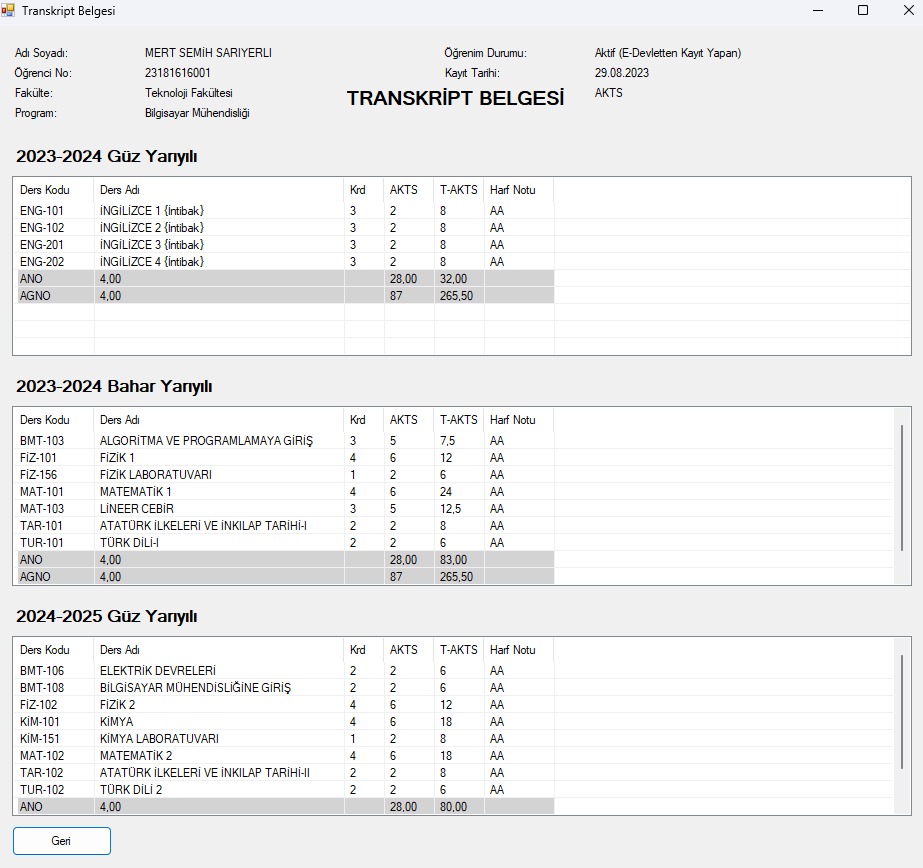 Transkript Belgesi
Adı Soyadı: MERT SEMİH SARIYERLI Öğrenim Durumu: Aktif (E-Devletten Kayıt Yapan)
Öğrenci No: 23181616001 Kayıt Tarihi: 29.08.2023
Fakülte: Teknoloji Fakültesi TRANSKRİPT BELGESİ AKTS
Program: Bilgisayar Mühendisliği
2023-2024 Güz Yarıyılı
Ders Kodu Ders Adı Krd AKTS T-AKTS Harf Notu
ENG-101 İNGİLİZCE 1 {İntibak} 3 2 8 AA
ENG-102 İNGİLİZCE 2 {İntibak} 3 2 8 AA
ENG-201 İNGİLİZCE 3 {İntibak} 3 2 8 AA
ENG-202 İNGİLİZCE 4 {İntibak} 3 2 8 AA
ANO 4,00 28,00 32,00
AGNO 4,00 87 265,50
2023-2024 Bahar Yarıyılı
Ders Kodu Ders Adı Krd AKTS T-AKTS Harf Notu
BMT-103 ALGORİTMA VE PROGRAMLAMAYA GİRİŞ 3 5 7,5 AA
FİZ-101 FİZİK 1 4 6 12 AA
FİZ-156 FİZİK LABORATUVARI 1 2 6 AA
MAT-101 MATEMATİK 1 4 6 24 AA
MAT-103 LİNEER CEBİR 3 5 12,5 AA
TAR-101 ATATÜRK İLKELERİ VE İNKILAP TARİHİ-I 2 2 8 AA
TUR-101 TÜRK DİLİ-I 2 2 6 AA
ANO 4,00 28,00 83,00
AGNO 4,00 87 265,50
2024-2025 Güz Yarıyılı
Ders Kodu Ders Adı Krd AKTS T-AKTS Harf Notu
BMT-106 ELEKTRİK DEVRELERİ 2 2 6 AA
BMT-108 BİLGİSAYAR MÜHENDİSLİĞİNE GİRİŞ 2 2 6 AA
FİZ-102 FİZİK 2 4 6 12 AA
KİM-101 KİMYA 4 6 18 AA
KİM-151 KİMYA LABORATUVARI 1 2 8 AA
MAT-102 MATEMATİK 2 4 6 18 AA
TAR-102 ATATÜRK İLKELERİ VE İNKILAP TARİHİ-II 2 2 8 AA
TUR-102 TÜRK DİLİ 2 2 2 6 AA
ANO 4,00 28,00 80,00
Geri